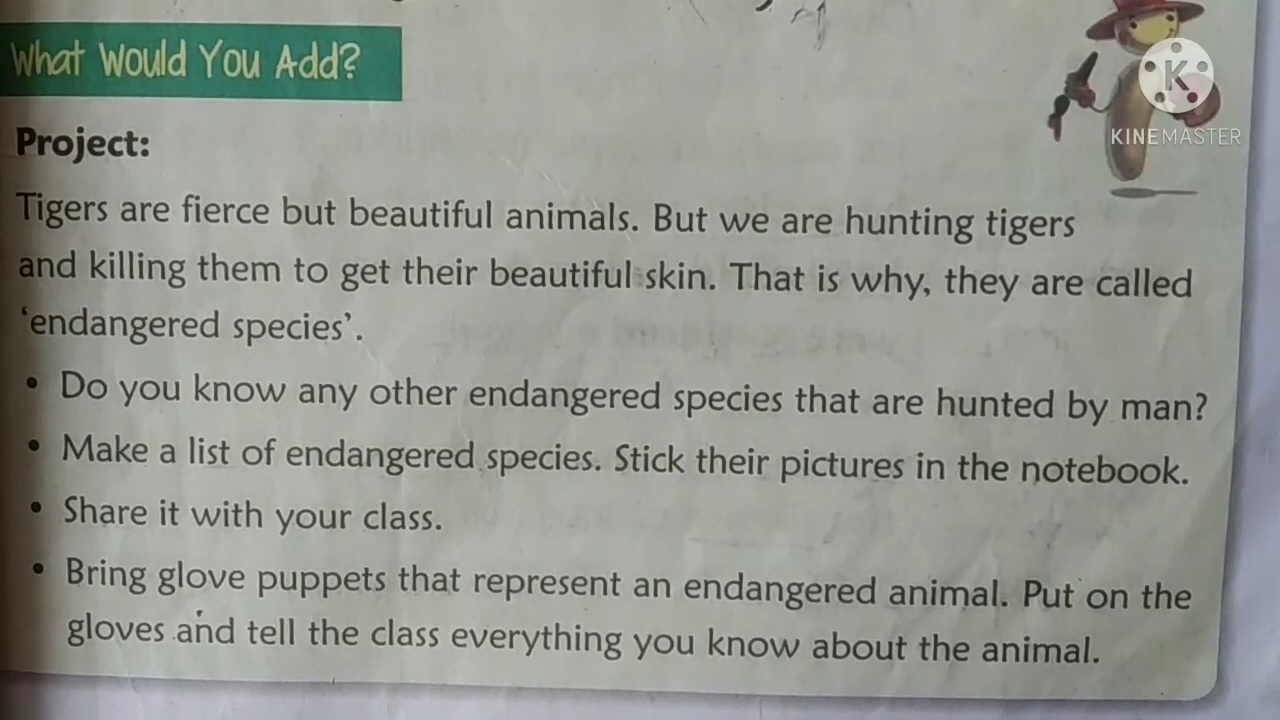 What Would You Add?
K
KINEMASTER
Project:
Tigers are fierce but beautiful animals. But we are hunting tigers
and killing them to get their beautiful skin. That is why, they are called
‘endangered species’.
• Do you know any other endangered species that are hunted by man?
• Make a list of endangered species. Stick their pictures in the notebook.
• Share it with your class.
• Bring glove puppets that represent an endangered animal. Put on the
gloves and tell the class everything you know about the animal.